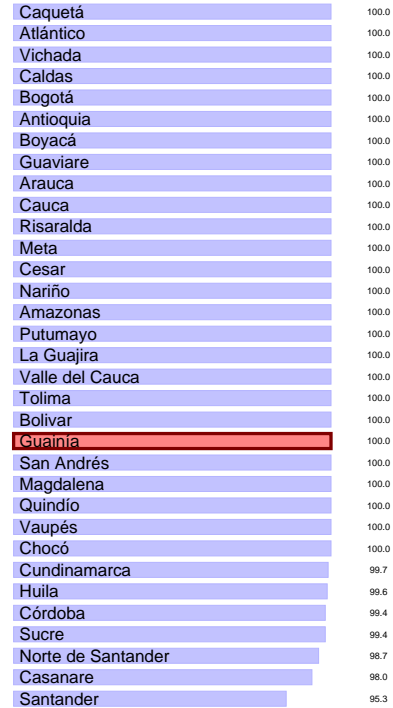 Caquetá 100.0
Atlántico 100.0
Vichada 100.0
Caldas 100.0
Bogotá 100.0
Antioquia 100.0
Boyacá 100.0
Guaviare 100.0
Arauca 100.0
Cauca 100.0
Risaralda 100.0
Meta 100.0
Cesar 100.0
Nariño 100.0
Amazonas 100.0
Putumayo 100.0
La Guajira 100.0
Valle del Cauca 100.0
Tolima 100.0
Bolivar 100.0
Guainía 100.0
San Andrés 100.0
Magdalena 100.0
Quindío 100.0
Vaupés 100.0
Chocó 100.0
Cundinamarca 99.7
Huila 99.6
Córdoba 99.4
Sucre 99.4
Norte de Santander 98.7
Casanare 98.0
Santander 95.3